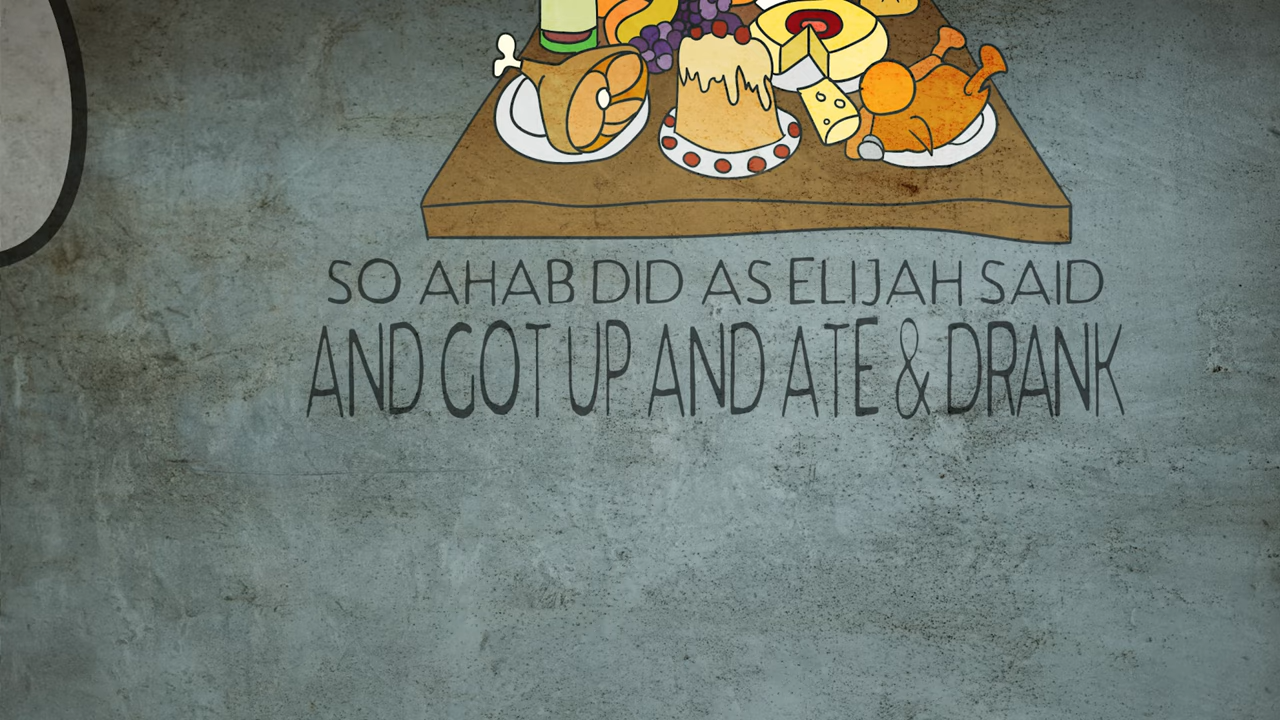 SO AHAB DID AS ELIJAH SAID
AND GOT UP AND ATE & DRANK